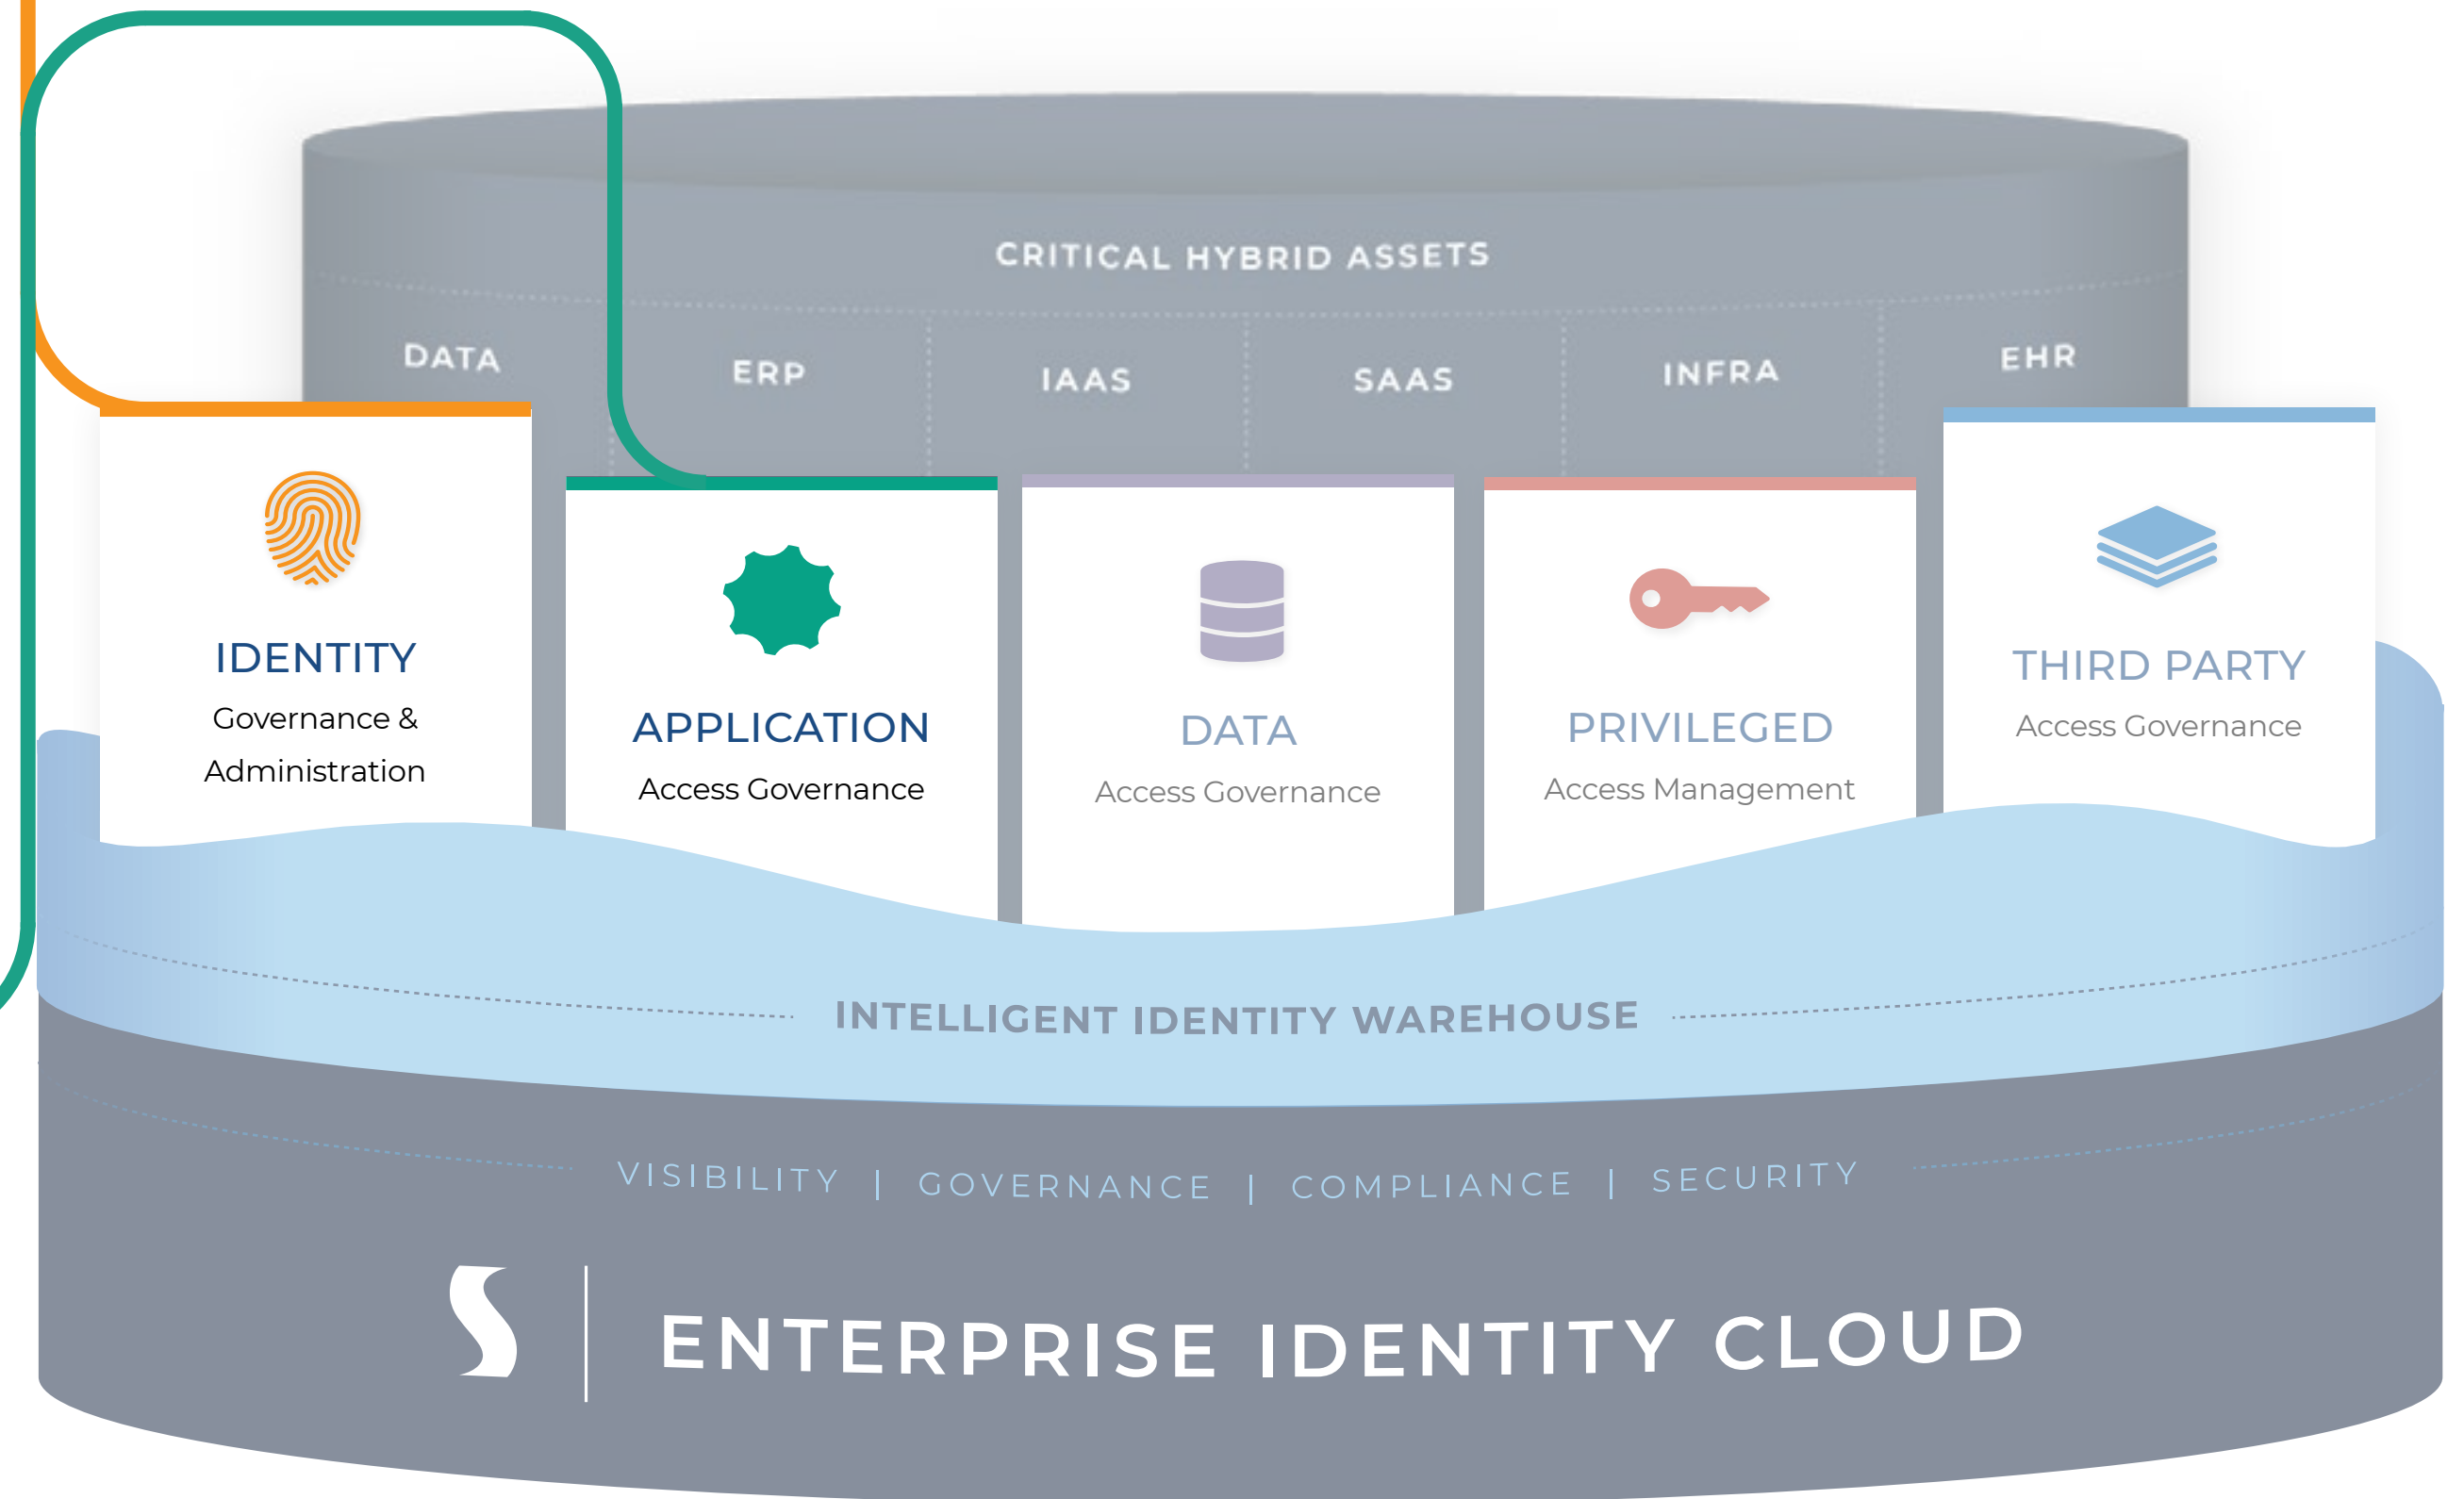 CRITICAL HYBRID ASSETS
DATA
ERP
IAAS
SAAS
INFRA
EHR
IDENTITY
Governance &
Administration
APPLICATION
Access Governance
DATA
Access Governance
PRIVILEGED
Access Management
THIRD PARTY
Access Governance
INTELLIGENT IDENTITY WAREHOUSE
VISIBILITY | GOVERNANCE | COMPLIANCE | SECURITY
S | ENTERPRISE IDENTITY CLOUD